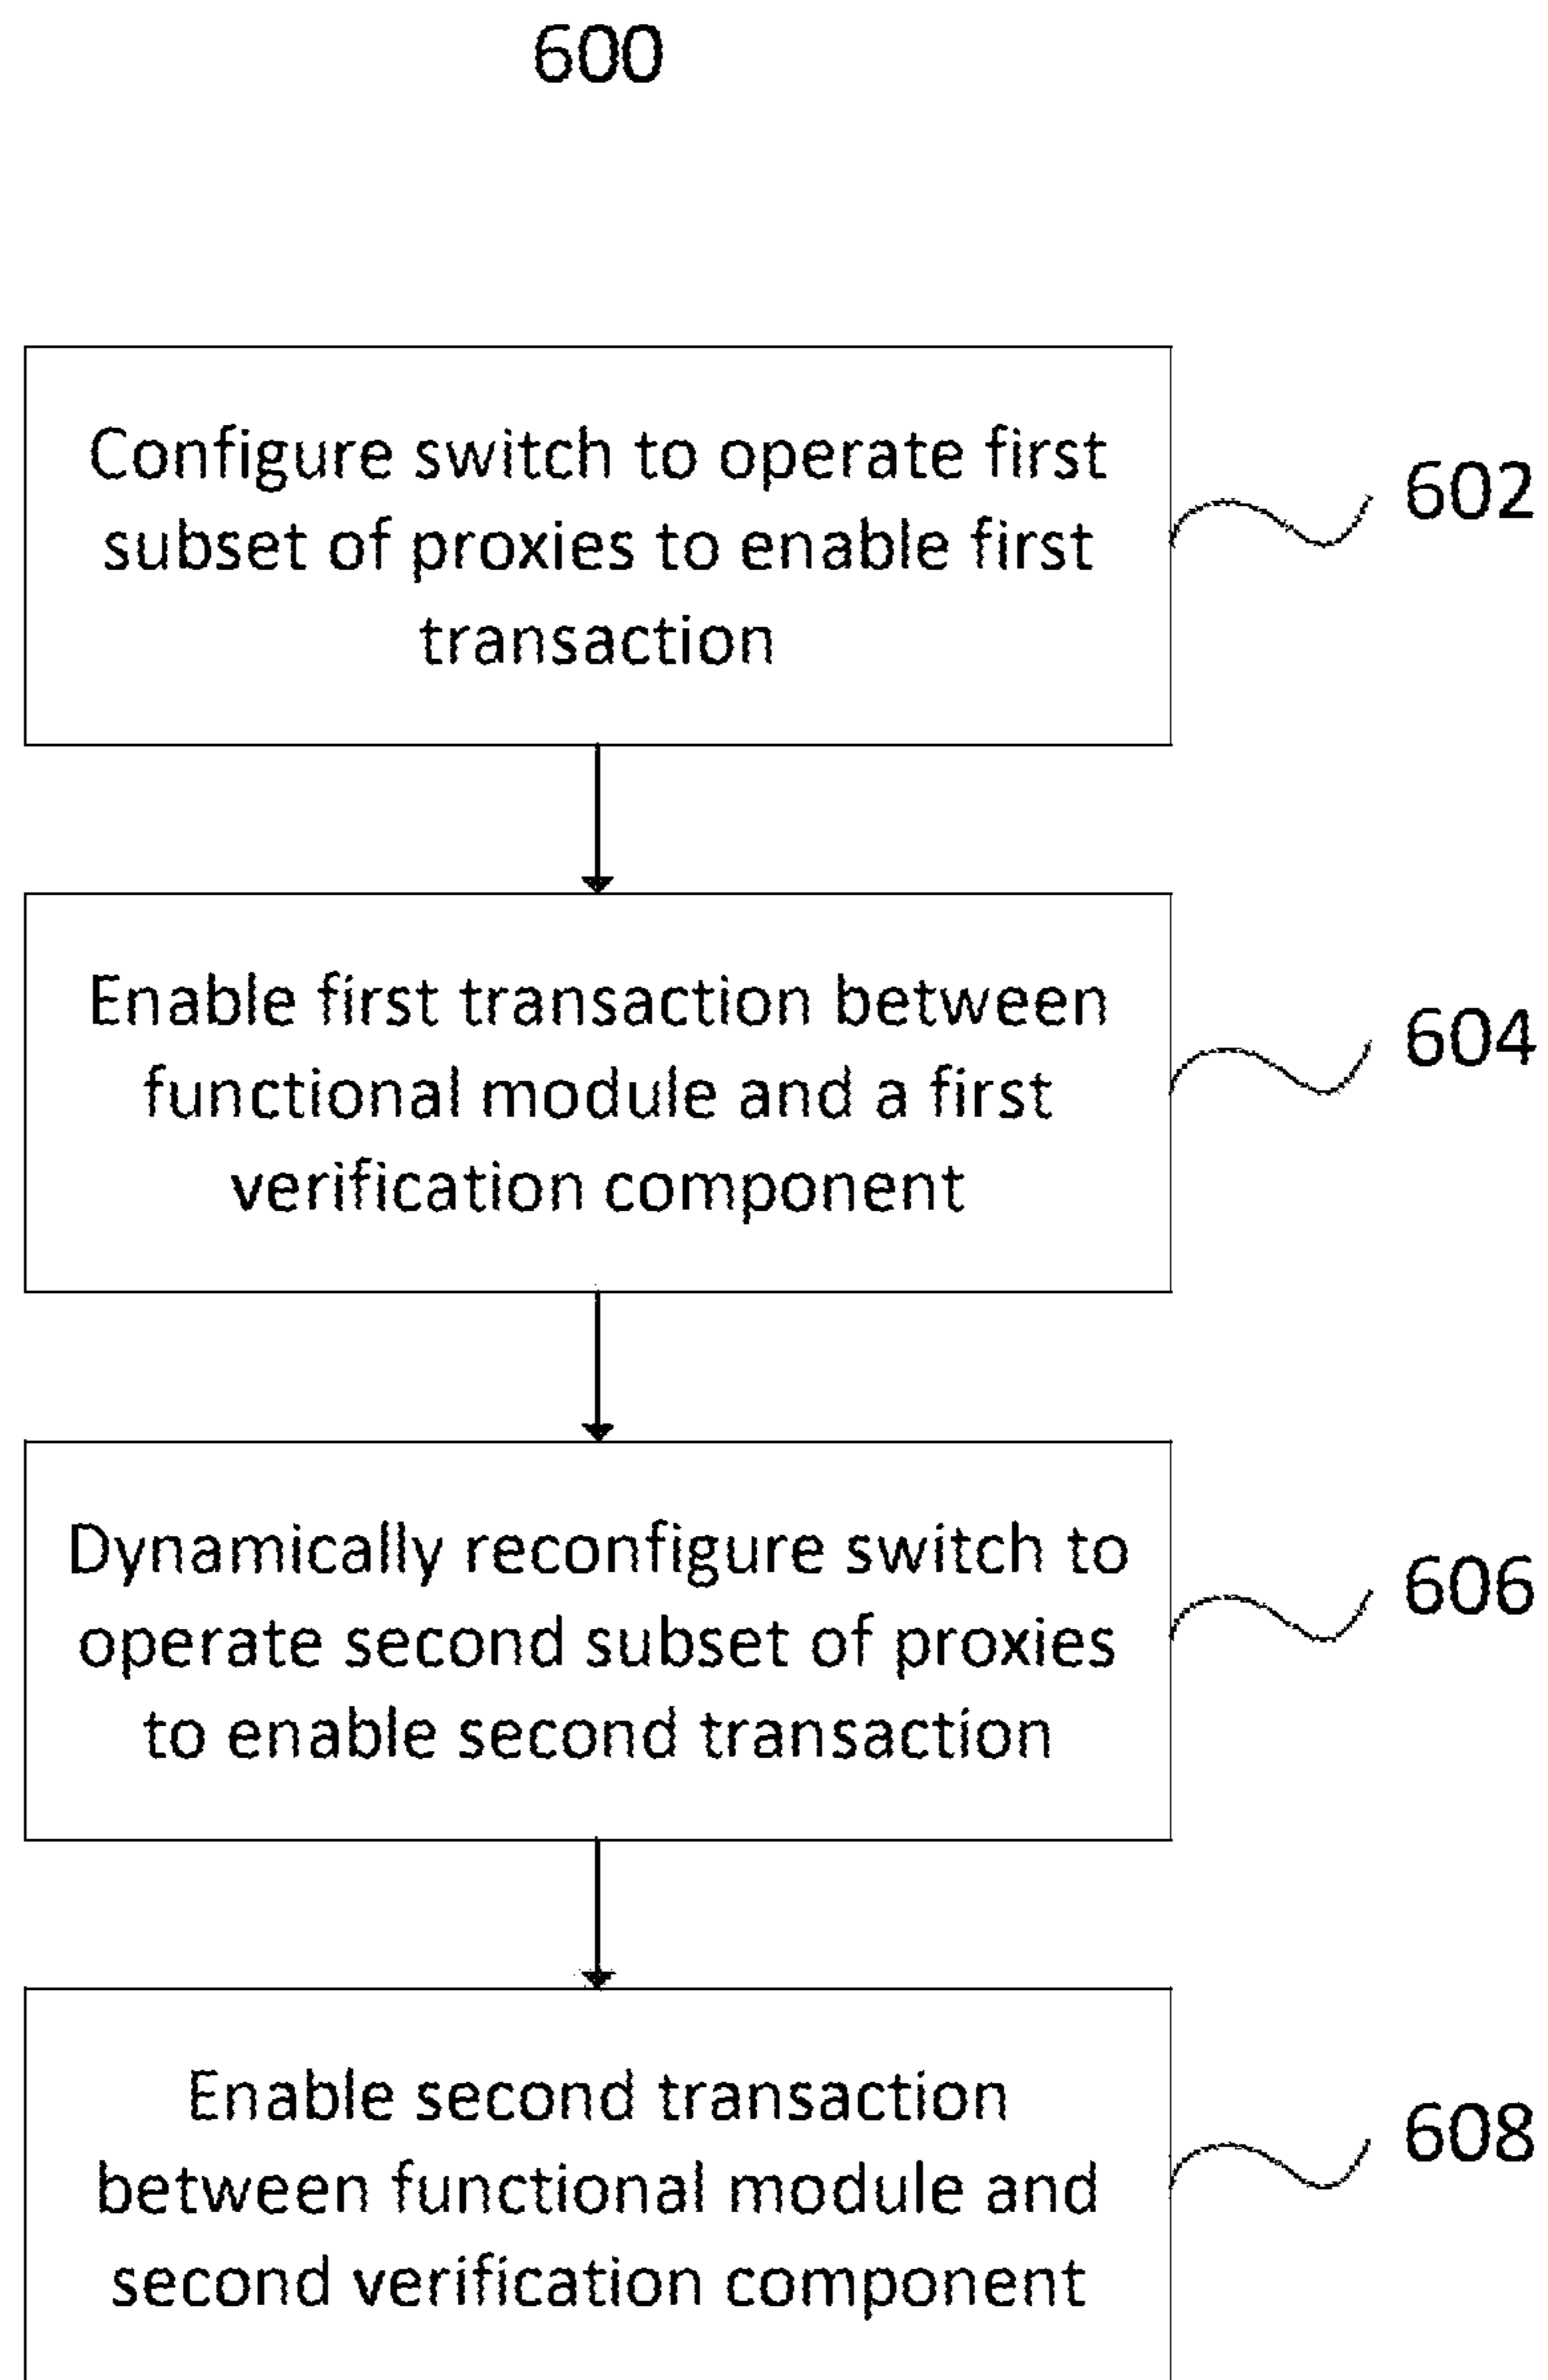 600
Configure switch to operate first
subset of proxies to enable first
transaction
602
Enable first transaction between
functional module and a first
verification component
604
Dynamically reconfigure switch to
operate second subset of proxies
to enable second transaction
606
Enable second transaction
between functional module and
second verification component
608